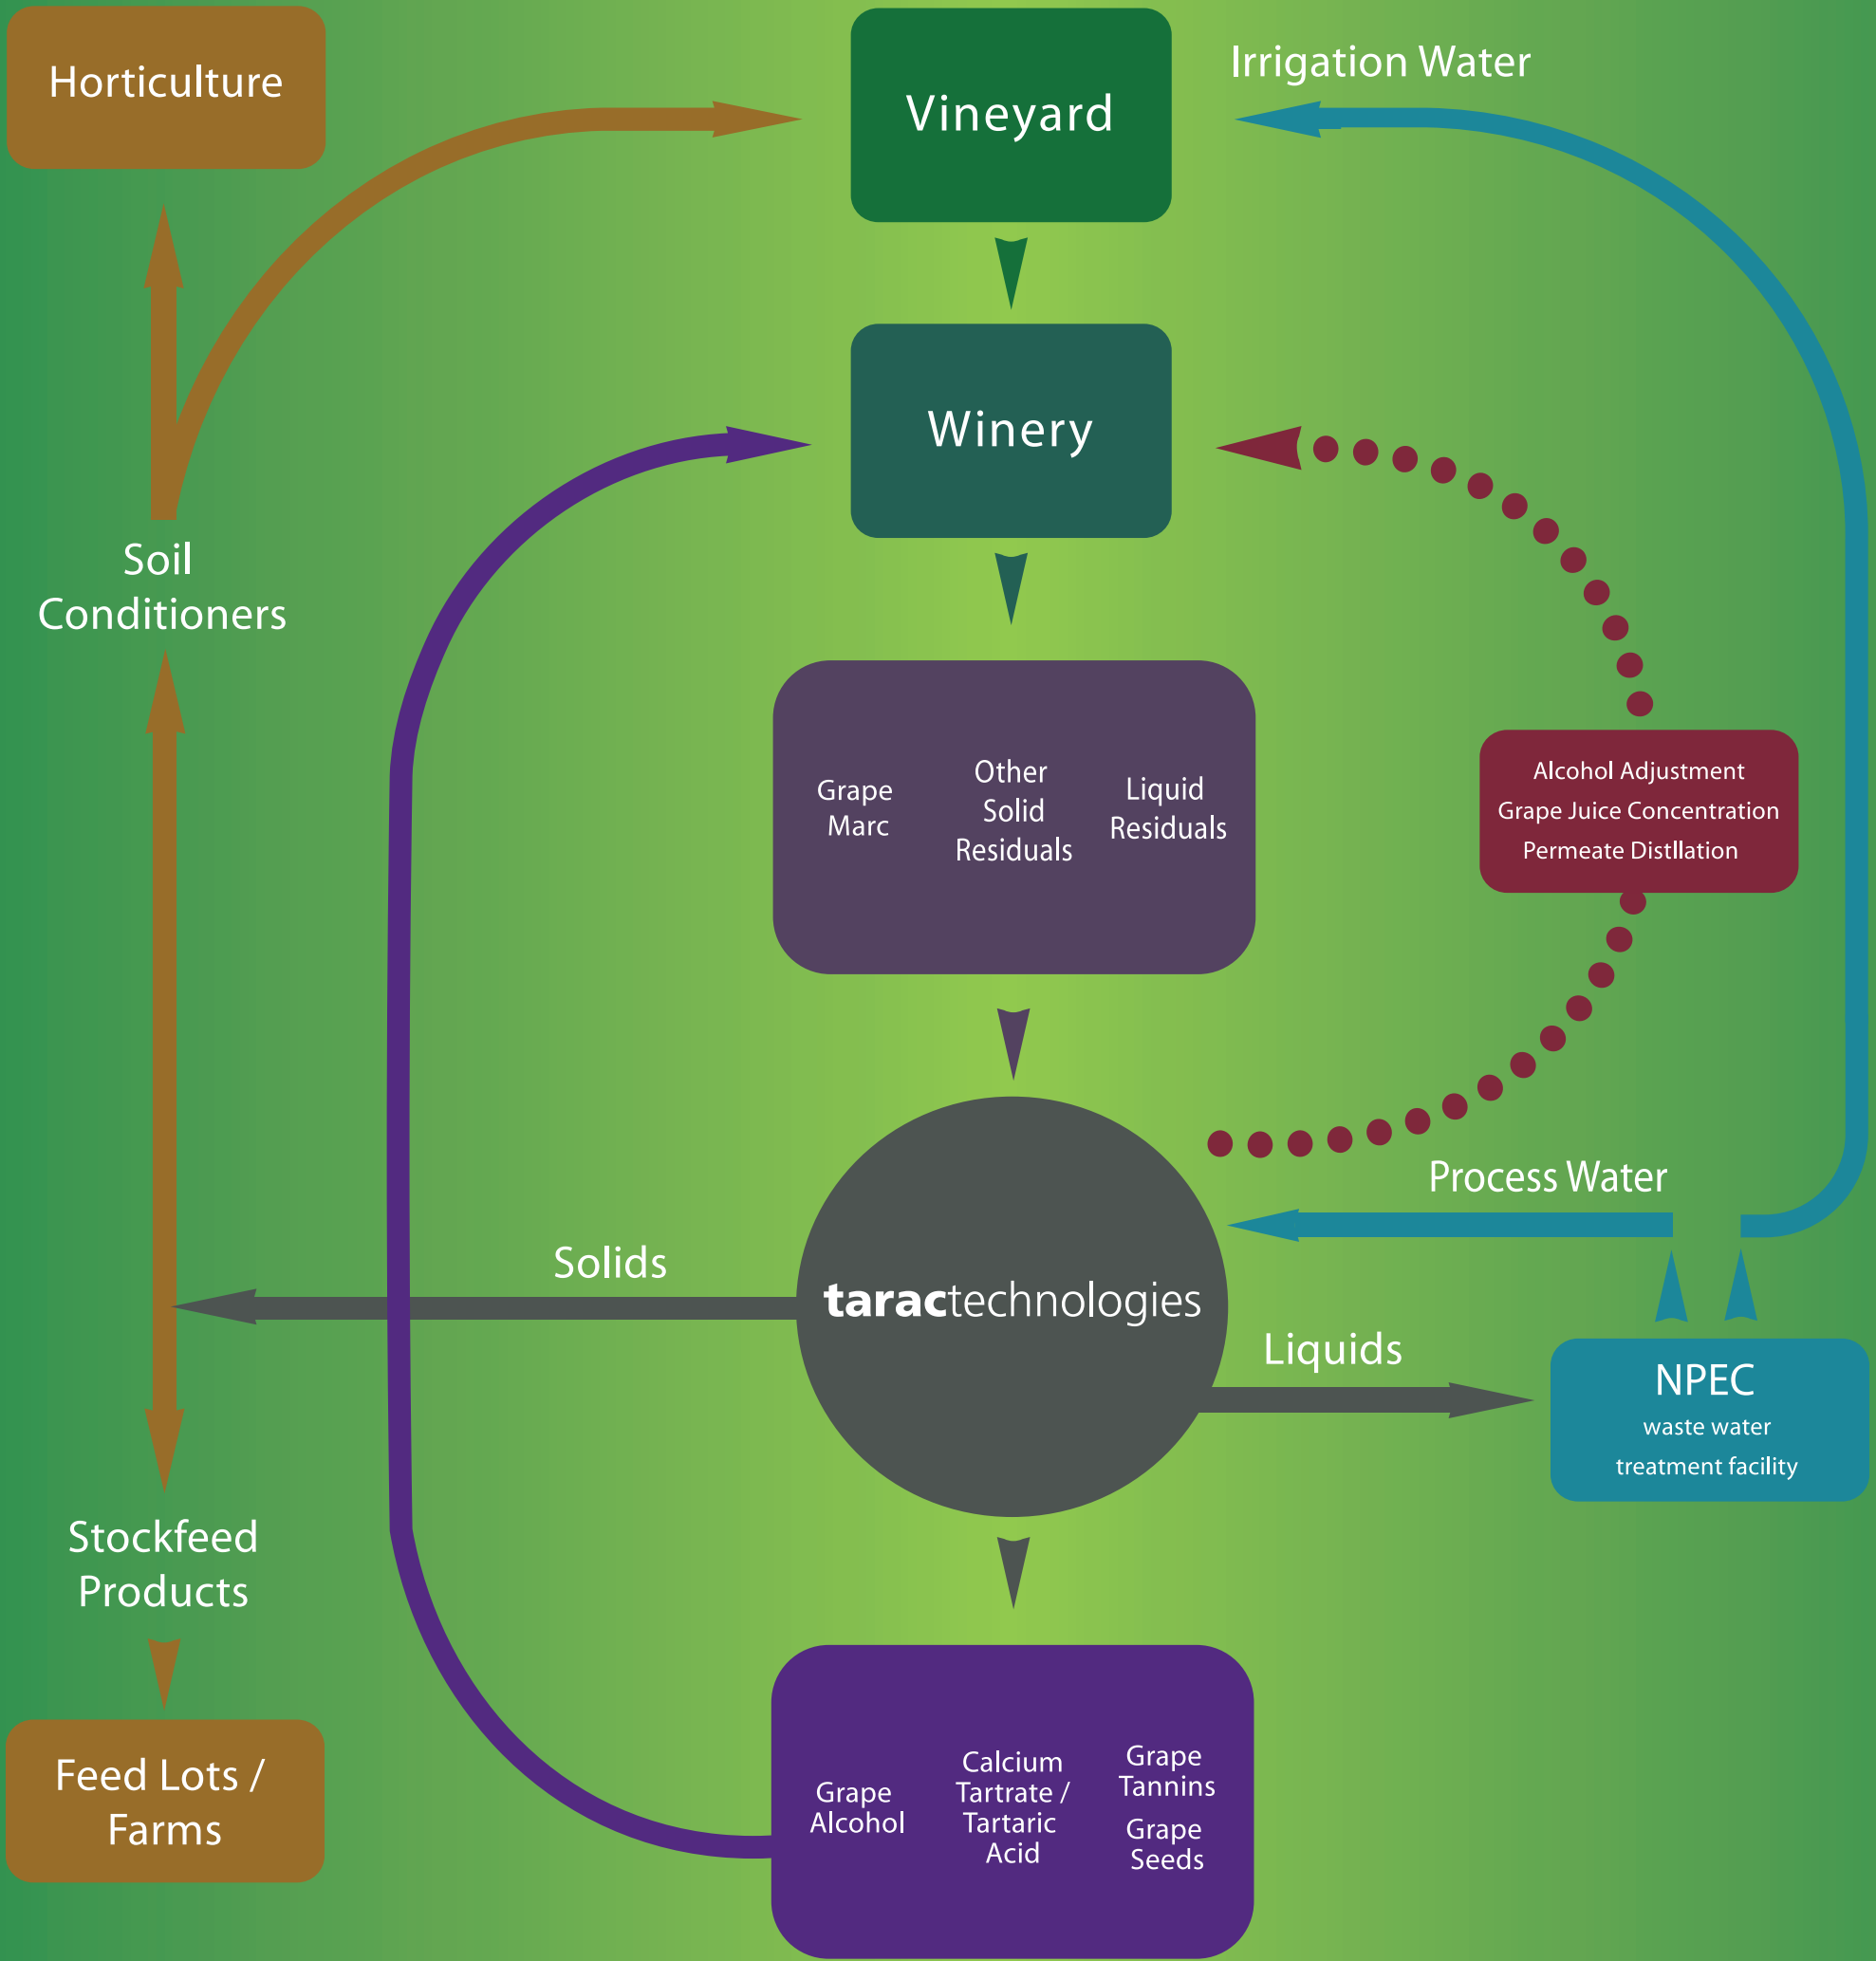 Horticulture
Vineyard
Irrigation Water
Winery
Soil
Conditioners
Grape
Marc
Other
Solid
Residuals
Liquid
Residuals
Alcohol Adjustment
Grape Juice Concentration
Permeate Distllation
Process Water
Solids
taractechnologies
Liquids
NPEC
waste water
treatment facility
Stockfeed
Products
Feed Lots /
Farms
Grape
Alcohol
Calcium
Tartrate /
Tartaric
Acid
Grape
Tannins
Grape
Seeds